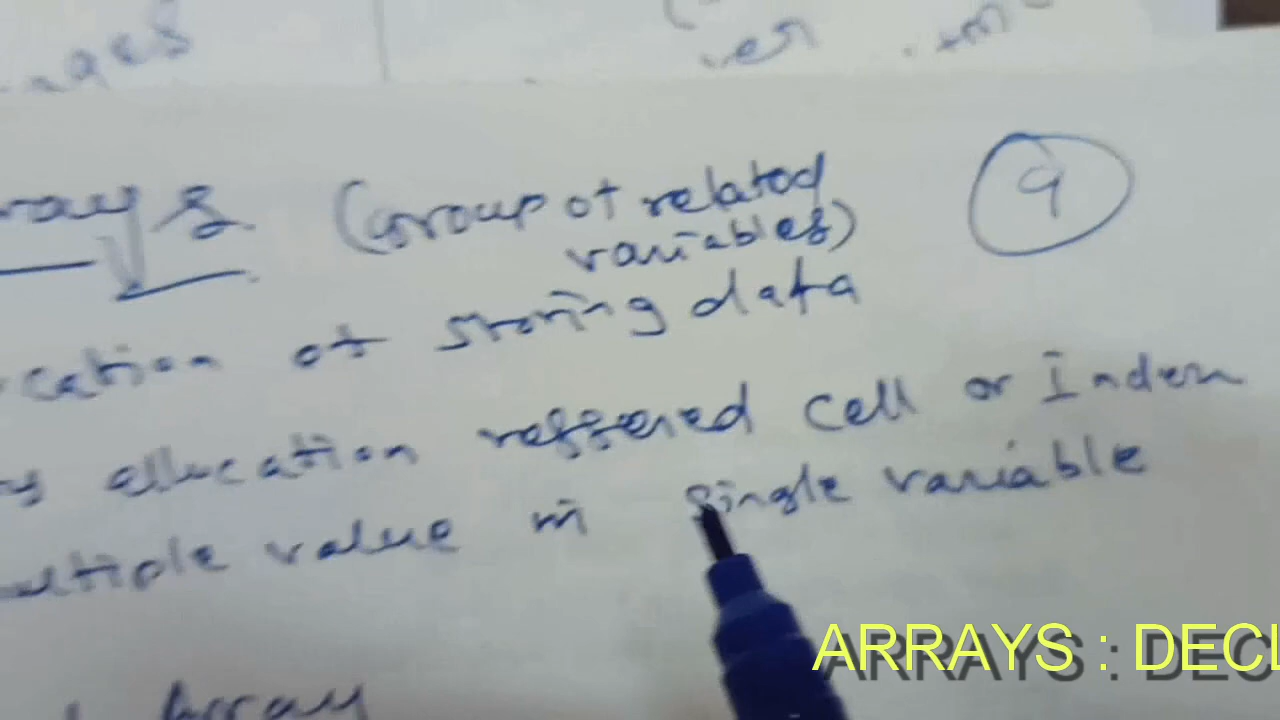 (Group of related
variables)
9
of storing data
allocation reffered cell or Index
value in single variable
Array
ARRAYS : DECL